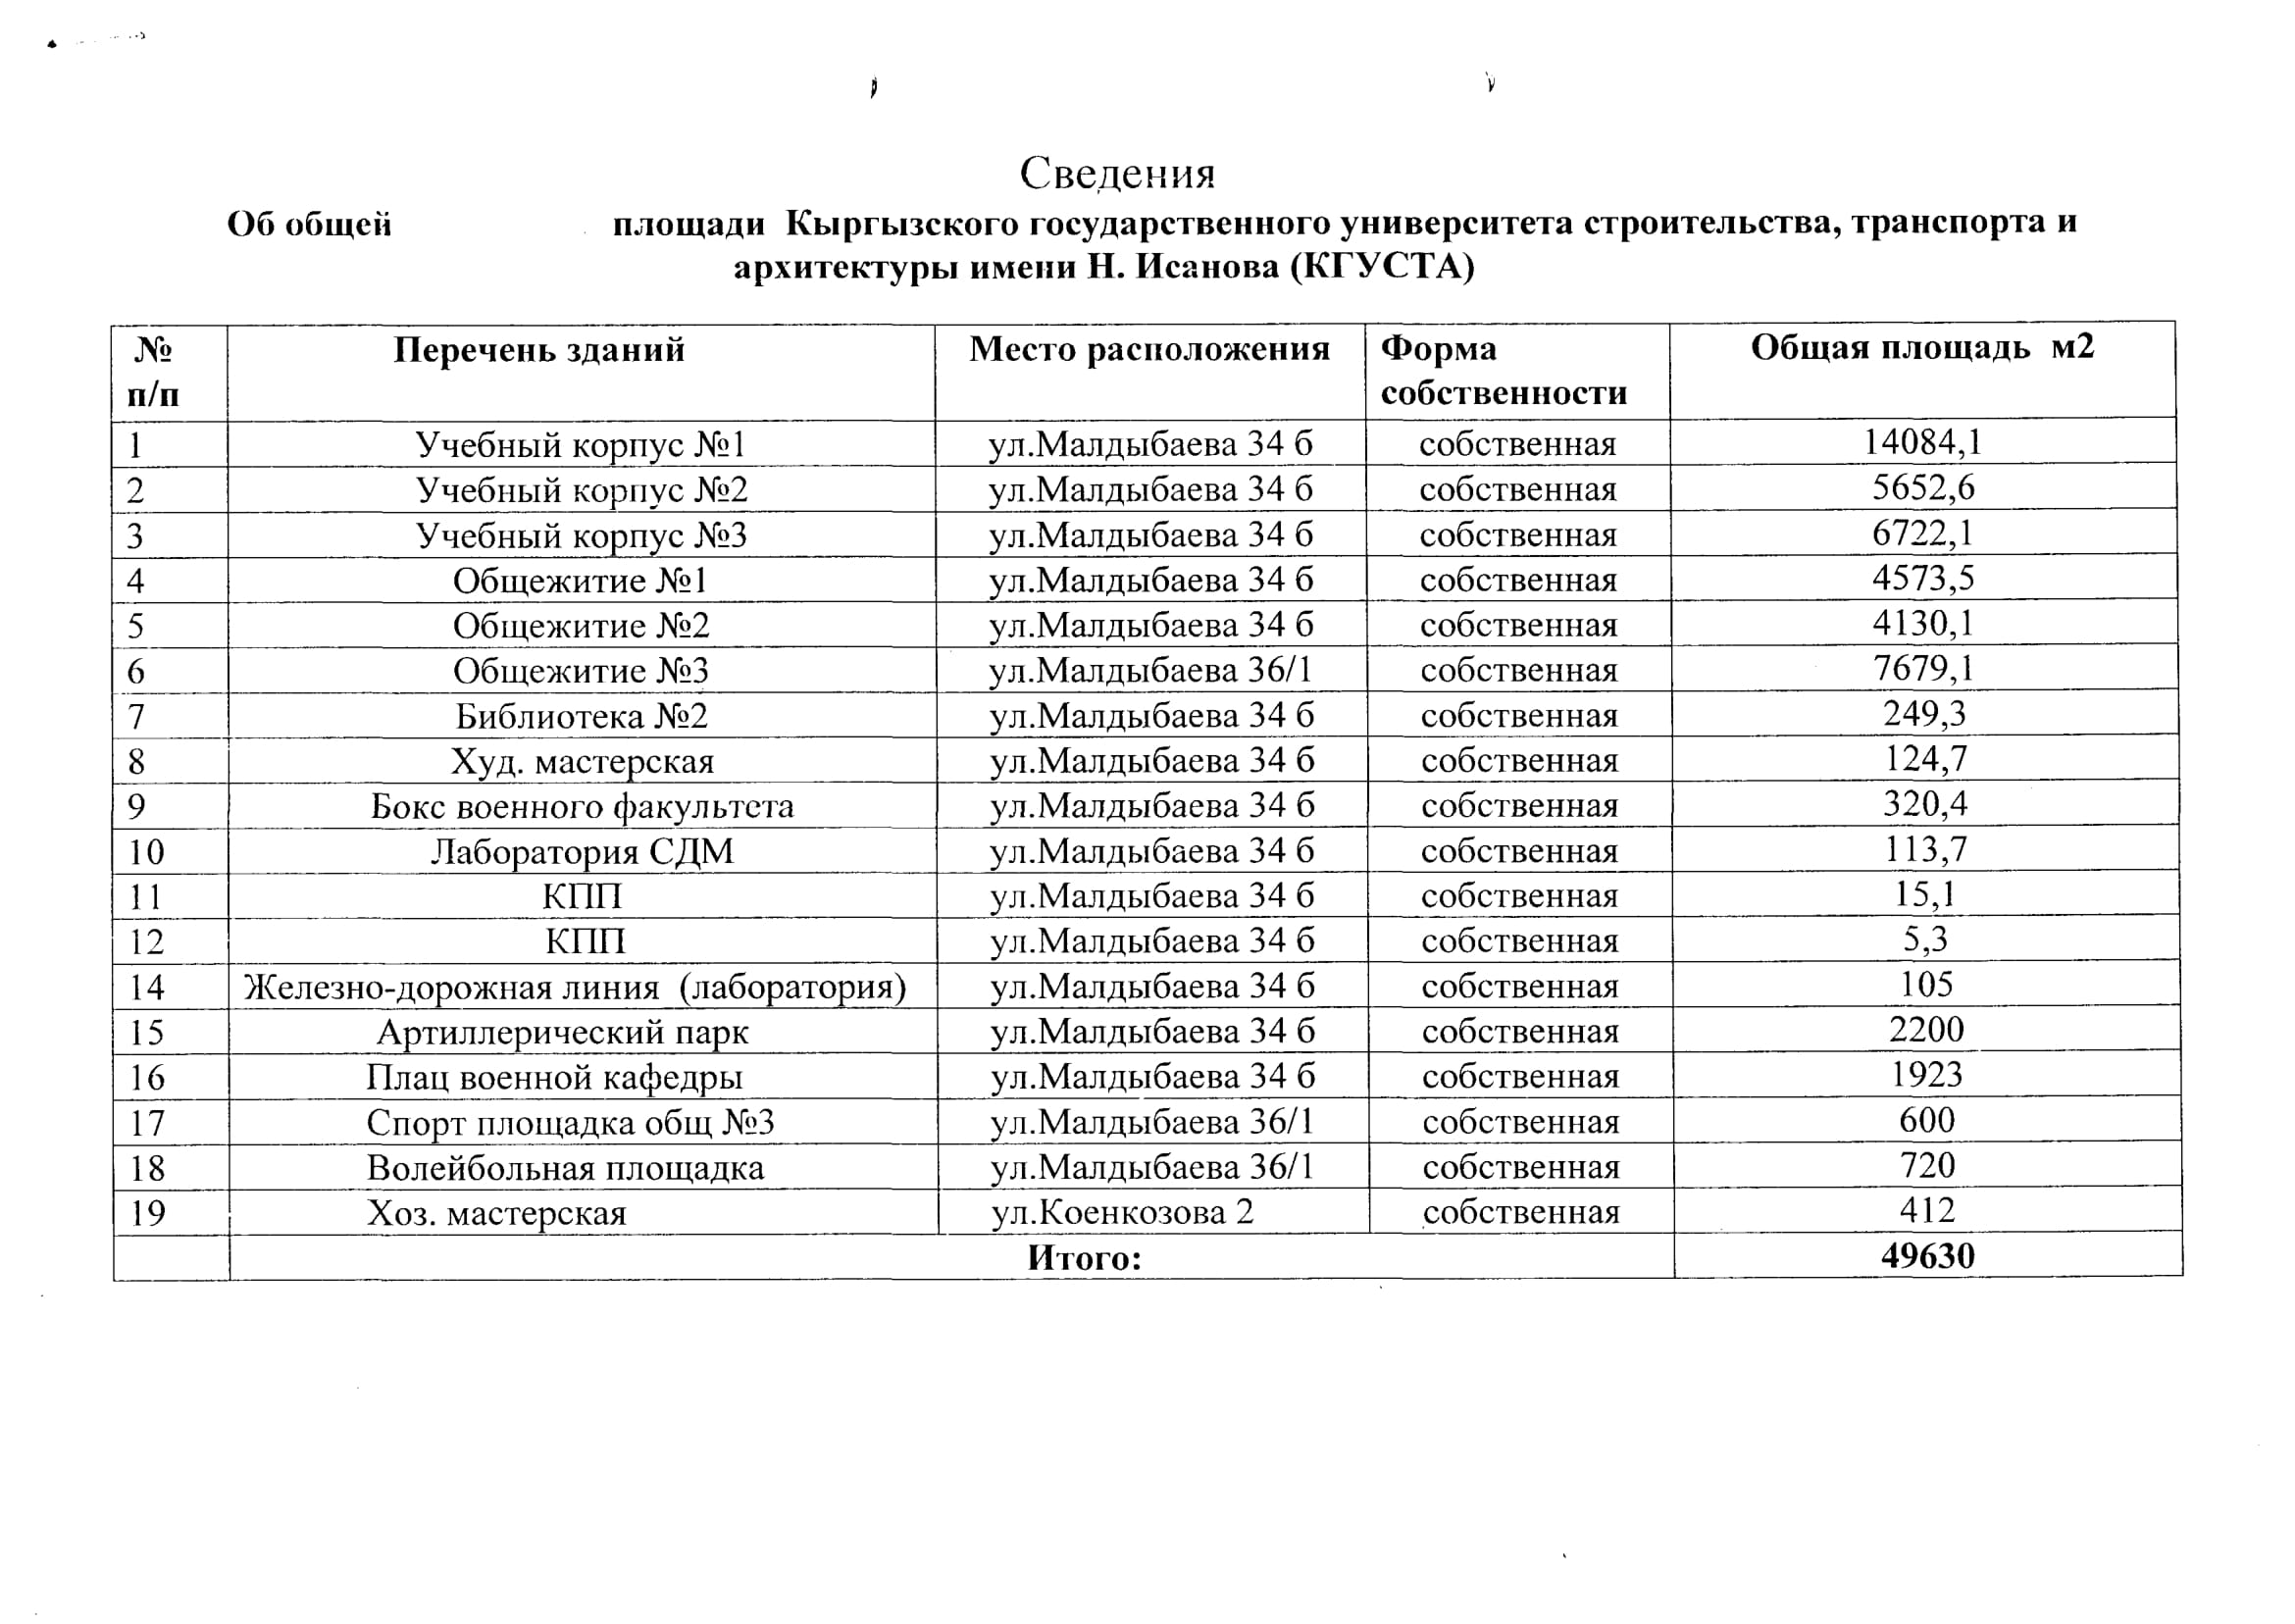 Сведения
Об общей площади Кыргызского государственного университета строительства, транспорта и
архитектуры имени Н. Исанова (КГУСТА)
№ п/п Перечень зданий Место расположения Форма собственности Общая площадь м2
1 Учебный корпус №1 ул.Малдыбаева 34 б собственная 14084,1
2 Учебный корпус №2 ул.Малдыбаева 34 б собственная 5652,6
3 Учебный корпус №3 ул.Малдыбаева 34 б собственная 6722,1
4 Общежитие №1 ул.Малдыбаева 34 б собственная 4573,5
5 Общежитие №2 ул.Малдыбаева 34 б собственная 4130,1
6 Общежитие №3 ул.Малдыбаева 36/1 собственная 7679,1
7 Библиотека №2 ул.Малдыбаева 34 б собственная 249,3
8 Худ. мастерская ул.Малдыбаева 34 б собственная 124,7
9 Бокс военного факультета ул.Малдыбаева 34 б собственная 320,4
10 Лаборатория СДМ ул.Малдыбаева 34 б собственная 113,7
11 КПП ул.Малдыбаева 34 б собственная 15,1
12 КПП ул.Малдыбаева 34 б собственная 5,3
14 Железно-дорожная линия (лаборатория) ул.Малдыбаева 34 б собственная 105
15 Артиллерический парк ул.Малдыбаева 34 б собственная 2200
16 Плац военной кафедры ул.Малдыбаева 34 б собственная 1923
17 Спорт площадка общ №3 ул.Малдыбаева 36/1 собственная 600
18 Волейбольная площадка ул.Малдыбаева 36/1 собственная 720
19 Хоз. мастерская ул.Коенкозова 2 собственная 412
Итого: 49630